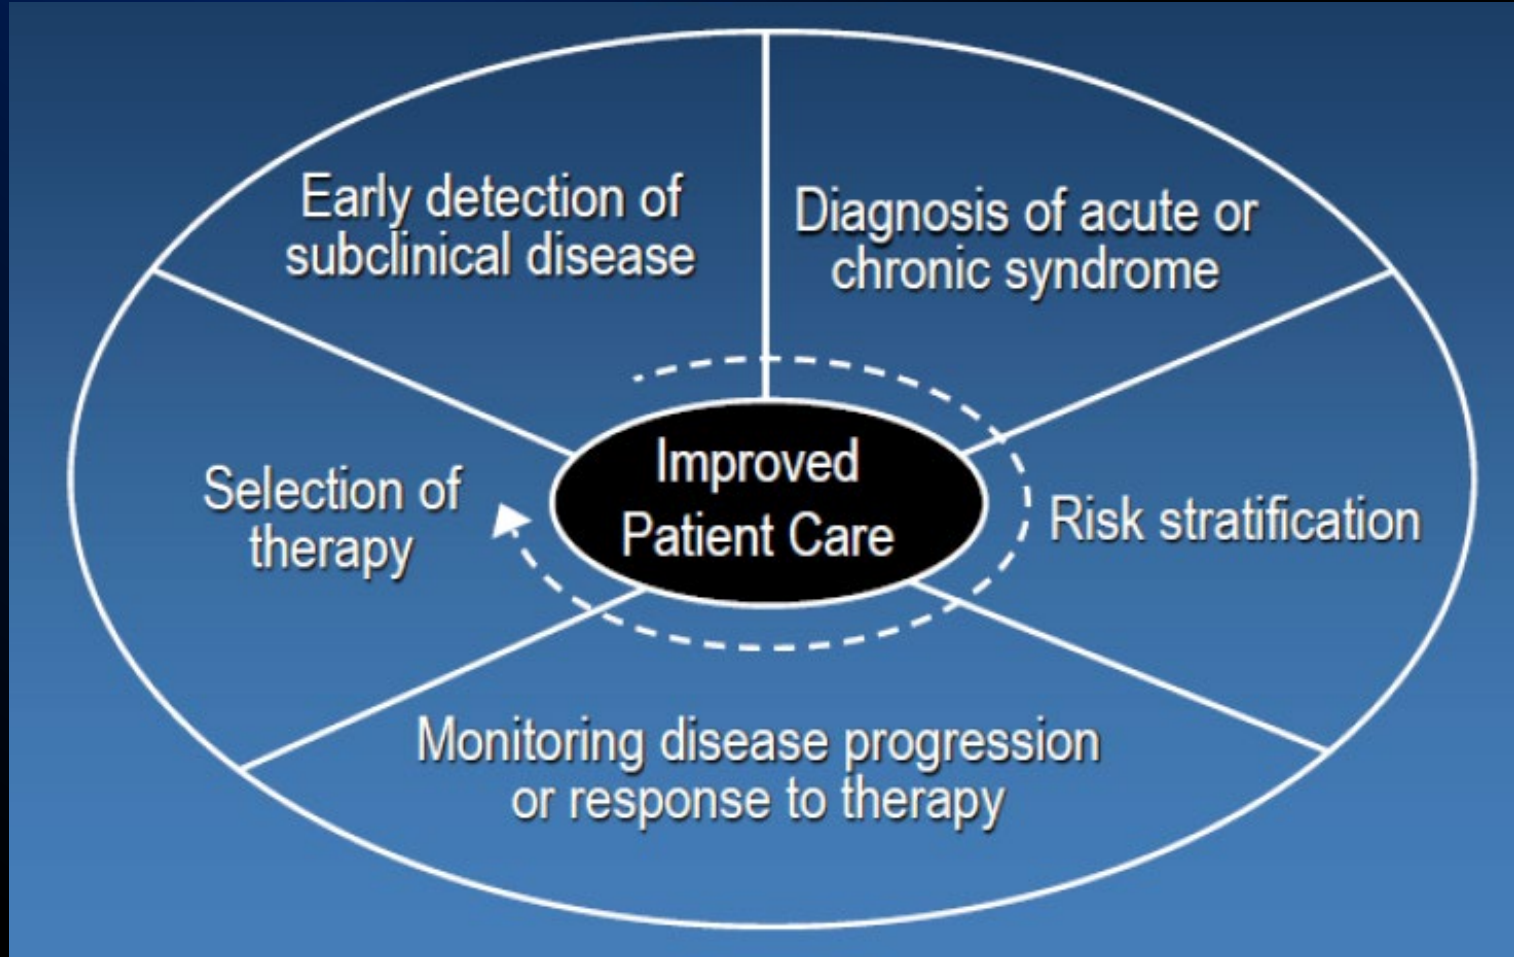 Early detection of
subclinical disease
Diagnosis of acute or
chronic syndrome
Improved
Patient Care
Selection of
therapy
Risk stratification
Monitoring disease progression
or response to therapy